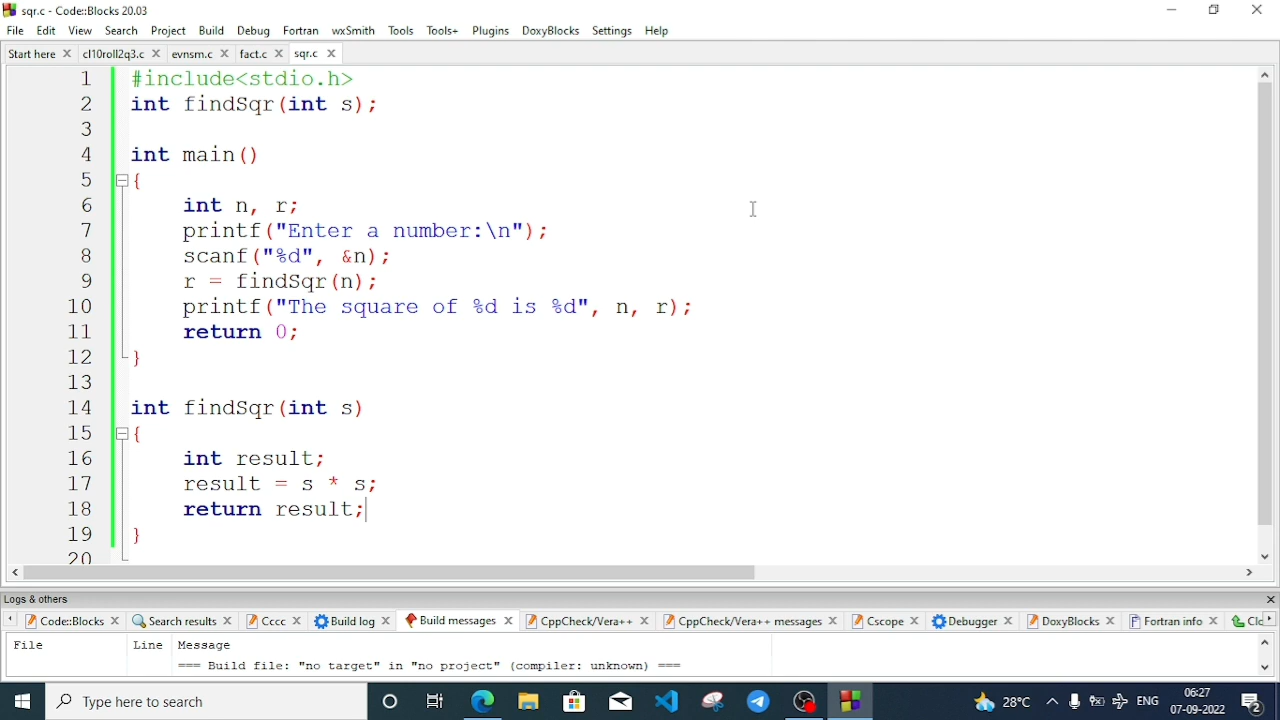 sqr.c - Code::Blocks 20.03
File Edit View Search Project Build Debug Fortran wxSmith Tools Tools+ Plugins DoxyBlocks Settings Help
Start here cl10roll2q3.c evnsm.c fact.c sqr.c
1 #include<stdio.h>
2 int findSqr(int s);
3
4 int main()
5 {
6 int n, r;
7 printf("Enter a number:\n");
8 scanf("%d", &n);
9 r = findSqr(n);
10 printf("The square of %d is %d", n, r);
11 return 0;
12 }
13
14 int findSqr(int s)
15 {
16 int result;
17 result = s * s;
18 return result;
19 }
20
Logs & others
Code::Blocks Search results Cccc Build log Build messages CppCheck/Vera++ CppCheck/Vera++ messages Cscope Debugger DoxyBlocks Fortran info Clc
File Line Message
=== Build file: "no target" in "no project" (compiler: unknown) ===
Type here to search 28°C ENG 06:27
07-09-2022 2